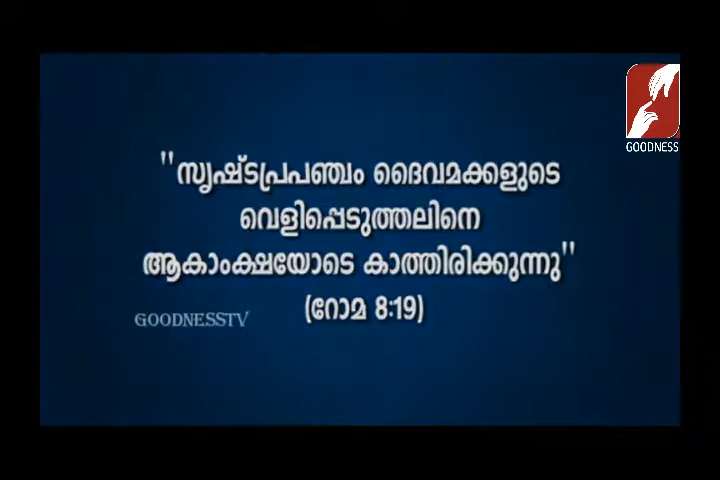 GOODNESS
"സൃഷ്ടപ്രപഞ്ചം ദൈവമക്കളുടെ
വെളിപ്പെടുത്തലിനെ
ആകാംക്ഷയോടെ കാത്തിരിക്കുന്നു"
(റോമ 8:19)
GOODNESSTV